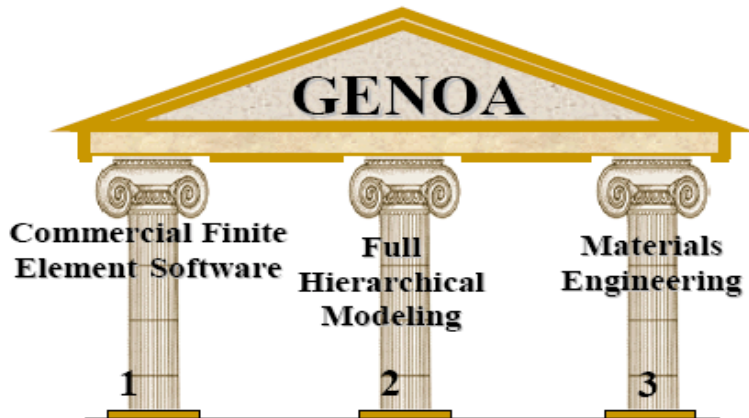 GENOA
Commercial Finite
Element Software
Full
Hierarchical
Modeling
Materials
Engineering
1
2
3